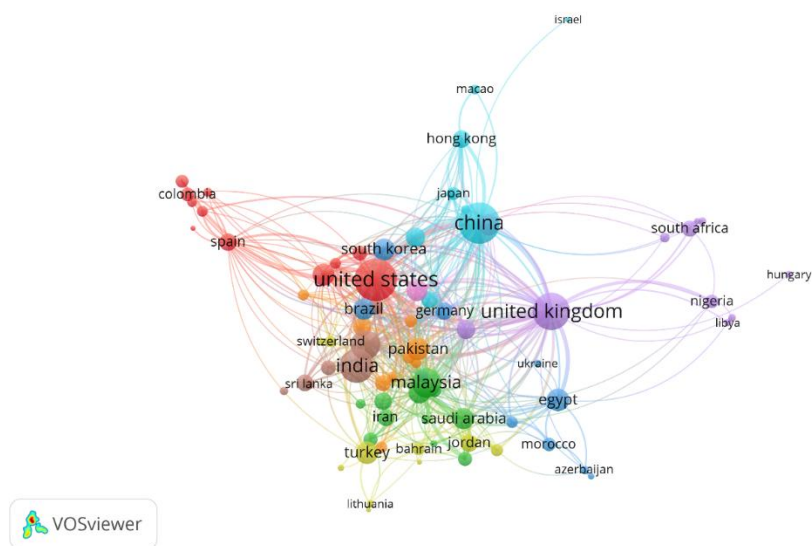 israel
macao
hong kong
colombia
japan
china
south africa
spain
south korea
hungary
united states
nigeria
brazil
germany
united kingdom
libya
switzerland
pakistan
india
ukraine
sri lanka
malaysia
egypt
iran
saudi arabia
turkey
bahrain
jordan
morocco
azerbaijan
lithuania
VOSviewer